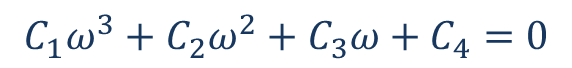 C₁ω³ + C₂ω² + C₃ω + C₄ = 0